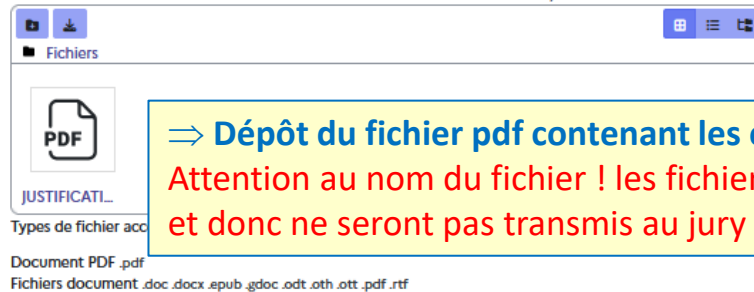 Fichiers
PDF
JUSTIFICATI...
⇒ Dépôt du fichier pdf contenant les
Attention au nom du fichier ! les
et donc ne seront pas transmis au jury
Types de fichier
Document PDF .pdf
Fichiers document .doc .docx .epub .gdoc .odt .oth .ott .pdf .rtf